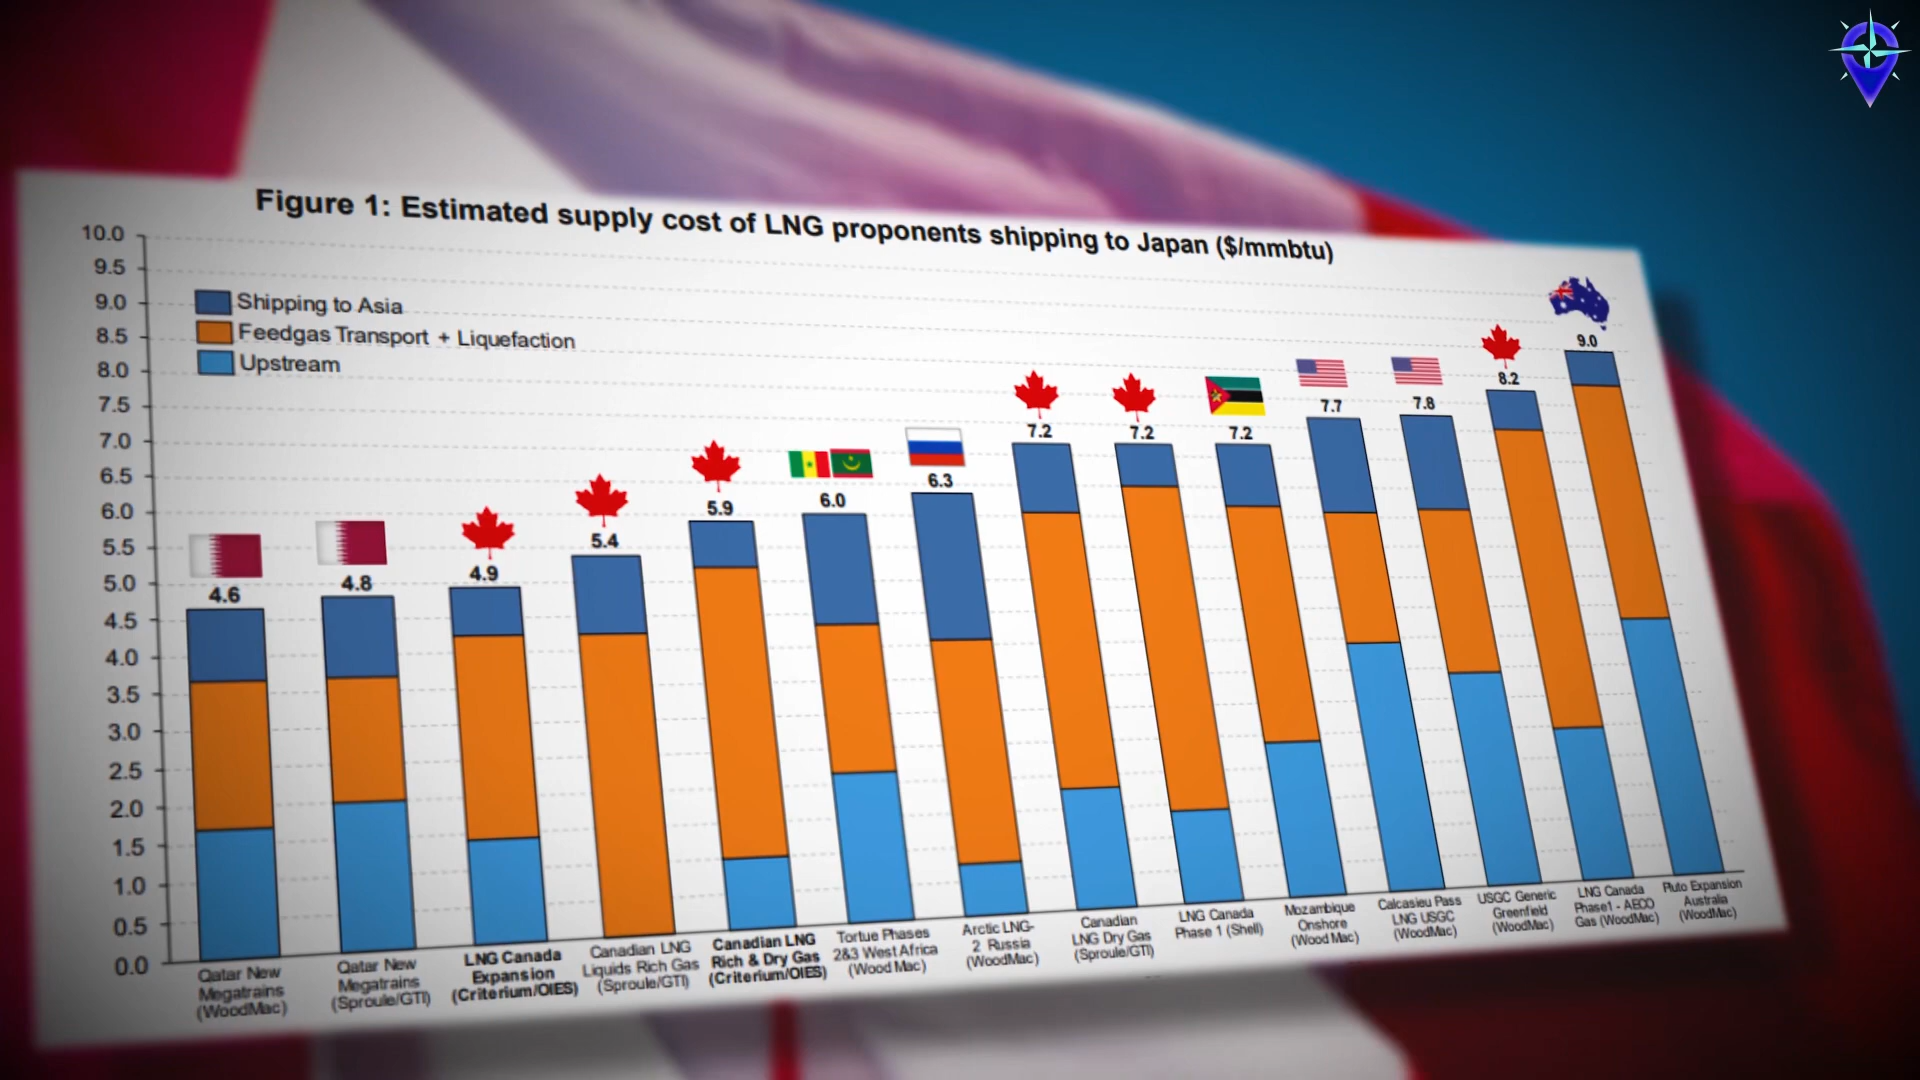 Figure 1: Estimated supply cost of LNG proponents shipping to Japan ($/mmbtu)
10.0
9.5
9.0
8.5
8.0
7.5
7.0
6.5
6.0
5.5
5.0
4.5
4.0
3.5
3.0
2.5
2.0
1.5
1.0
0.5
0.0
Shipping to Asia
Feedgas Transport + Liquefaction
Upstream
4.6
4.8
4.9
5.4
5.9
6.0
6.3
7.2
7.2
7.2
7.7
7.8
8.2
9.0
Qatar New
Megatrains
(WoodMac)
Qatar New
Megatrains
(Sproule/GTI)
LNG Canada
Expansion
(Criterium/OIES)
Canadian LNG
Liquids Rich Gas
(Sproule/GTI)
Canadian LNG
Rich & Dry Gas
(Criterium/OIES)
Tortue Phases
2&3 West Africa
(Wood Mac)
Arctic LNG-
2 Russia
(WoodMac)
Canadian
LNG Dry Gas
(Sproule/GTI)
LNG Canada
Phase 1 (Shell)
Mozambique
Onshore
(Wood Mac)
Calcasieu Pass
LNG USGC
(WoodMac)
USGC Generic
Greenfield
(WoodMac)
LNG Canada
Phase1 - AECO
Gas (WoodMac)
Pluto Expansion
Australia
(WoodMac)